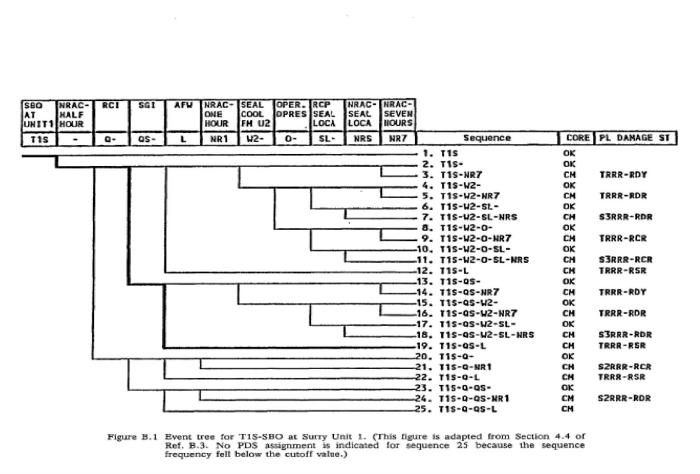 SBO AT UNIT1 NRAC-HALF HOUR RCI SGI AFW NRAC-ONE HOUR SEAL COOL FM U2 OPER. DPRES RCP SEAL LOCA NRAC-SEAL LOCA NRAC-SEVEN HOURS
T1S - Q- QS- L NR1 W2- O- SL- NRS NR7 Sequence CORE PL DAMAGE ST
1. T1S OK
2. T1S- OK
3. T1S-NR7 CM TRRR-RDY
4. T1S-W2- OK
5. T1S-W2-NR7 CM TRRR-RDR
6. T1S-W2-SL- OK
7. T1S-W2-SL-NRS CM S3RRR-RDR
8. T1S-W2-O- OK
9. T1S-W2-O-NR7 CM TRRR-RCR
10. T1S-W2-O-SL- OK
11. T1S-W2-O-SL-NRS CM S3RRR-RCR
12. T1S-L CM TRRR-RSR
13. T1S-QS- OK
14. T1S-QS-NR7 CM TRRR-RDY
15. T1S-QS-W2- OK
16. T1S-QS-W2-NR7 CM TRRR-RDR
17. T1S-QS-W2-SL- OK
18. T1S-QS-W2-SL-NRS CM S3RRR-RDR
19. T1S-QS-L CM TRRR-RSR
20. T1S-Q- OK
21. T1S-Q-NR1 CM S2RRR-RCR
22. T1S-Q-L CM TRRR-RSR
23. T1S-Q-QS- OK
24. T1S-Q-QS-NR1 CM S2RRR-RDR
25. T1S-Q-QS-L CM
Figure B.1 Event tree for T1S-SBO at Surry Unit 1. (This figure is adapted from Section 4.4 of
Ref. B.3. No PDS assignment is indicated for sequence 25 because the sequence
frequency fell below the cutoff value.)